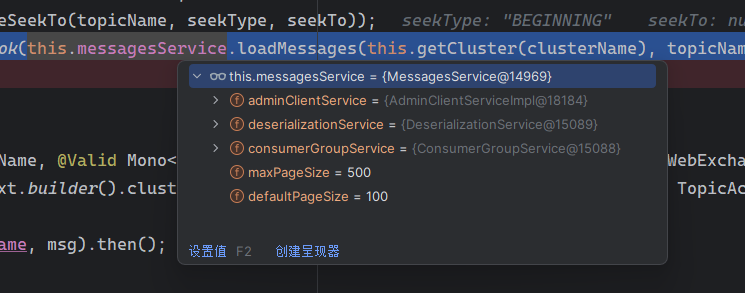 eSeekTo(topicName, seekType, seekTo)); seekType: "BEGINNING" seekTo: nu
ok(this.messagesService.loadMessages(this.getCluster(clusterName), topicNam
this.messagesService = {MessagesService@14969}
adminClientService = {AdminClientServiceImpl@18184}
deserializationService = {DeserializationService@15089}
Name, @Valid Mono< consumerGroupService = {ConsumerGroupService@15088} WebExcha
maxPageSize = 500
xt.builder().clust defaultPageSize = 100 TopicAc
ame, msg).then(); 设置值 F2 创建呈现器